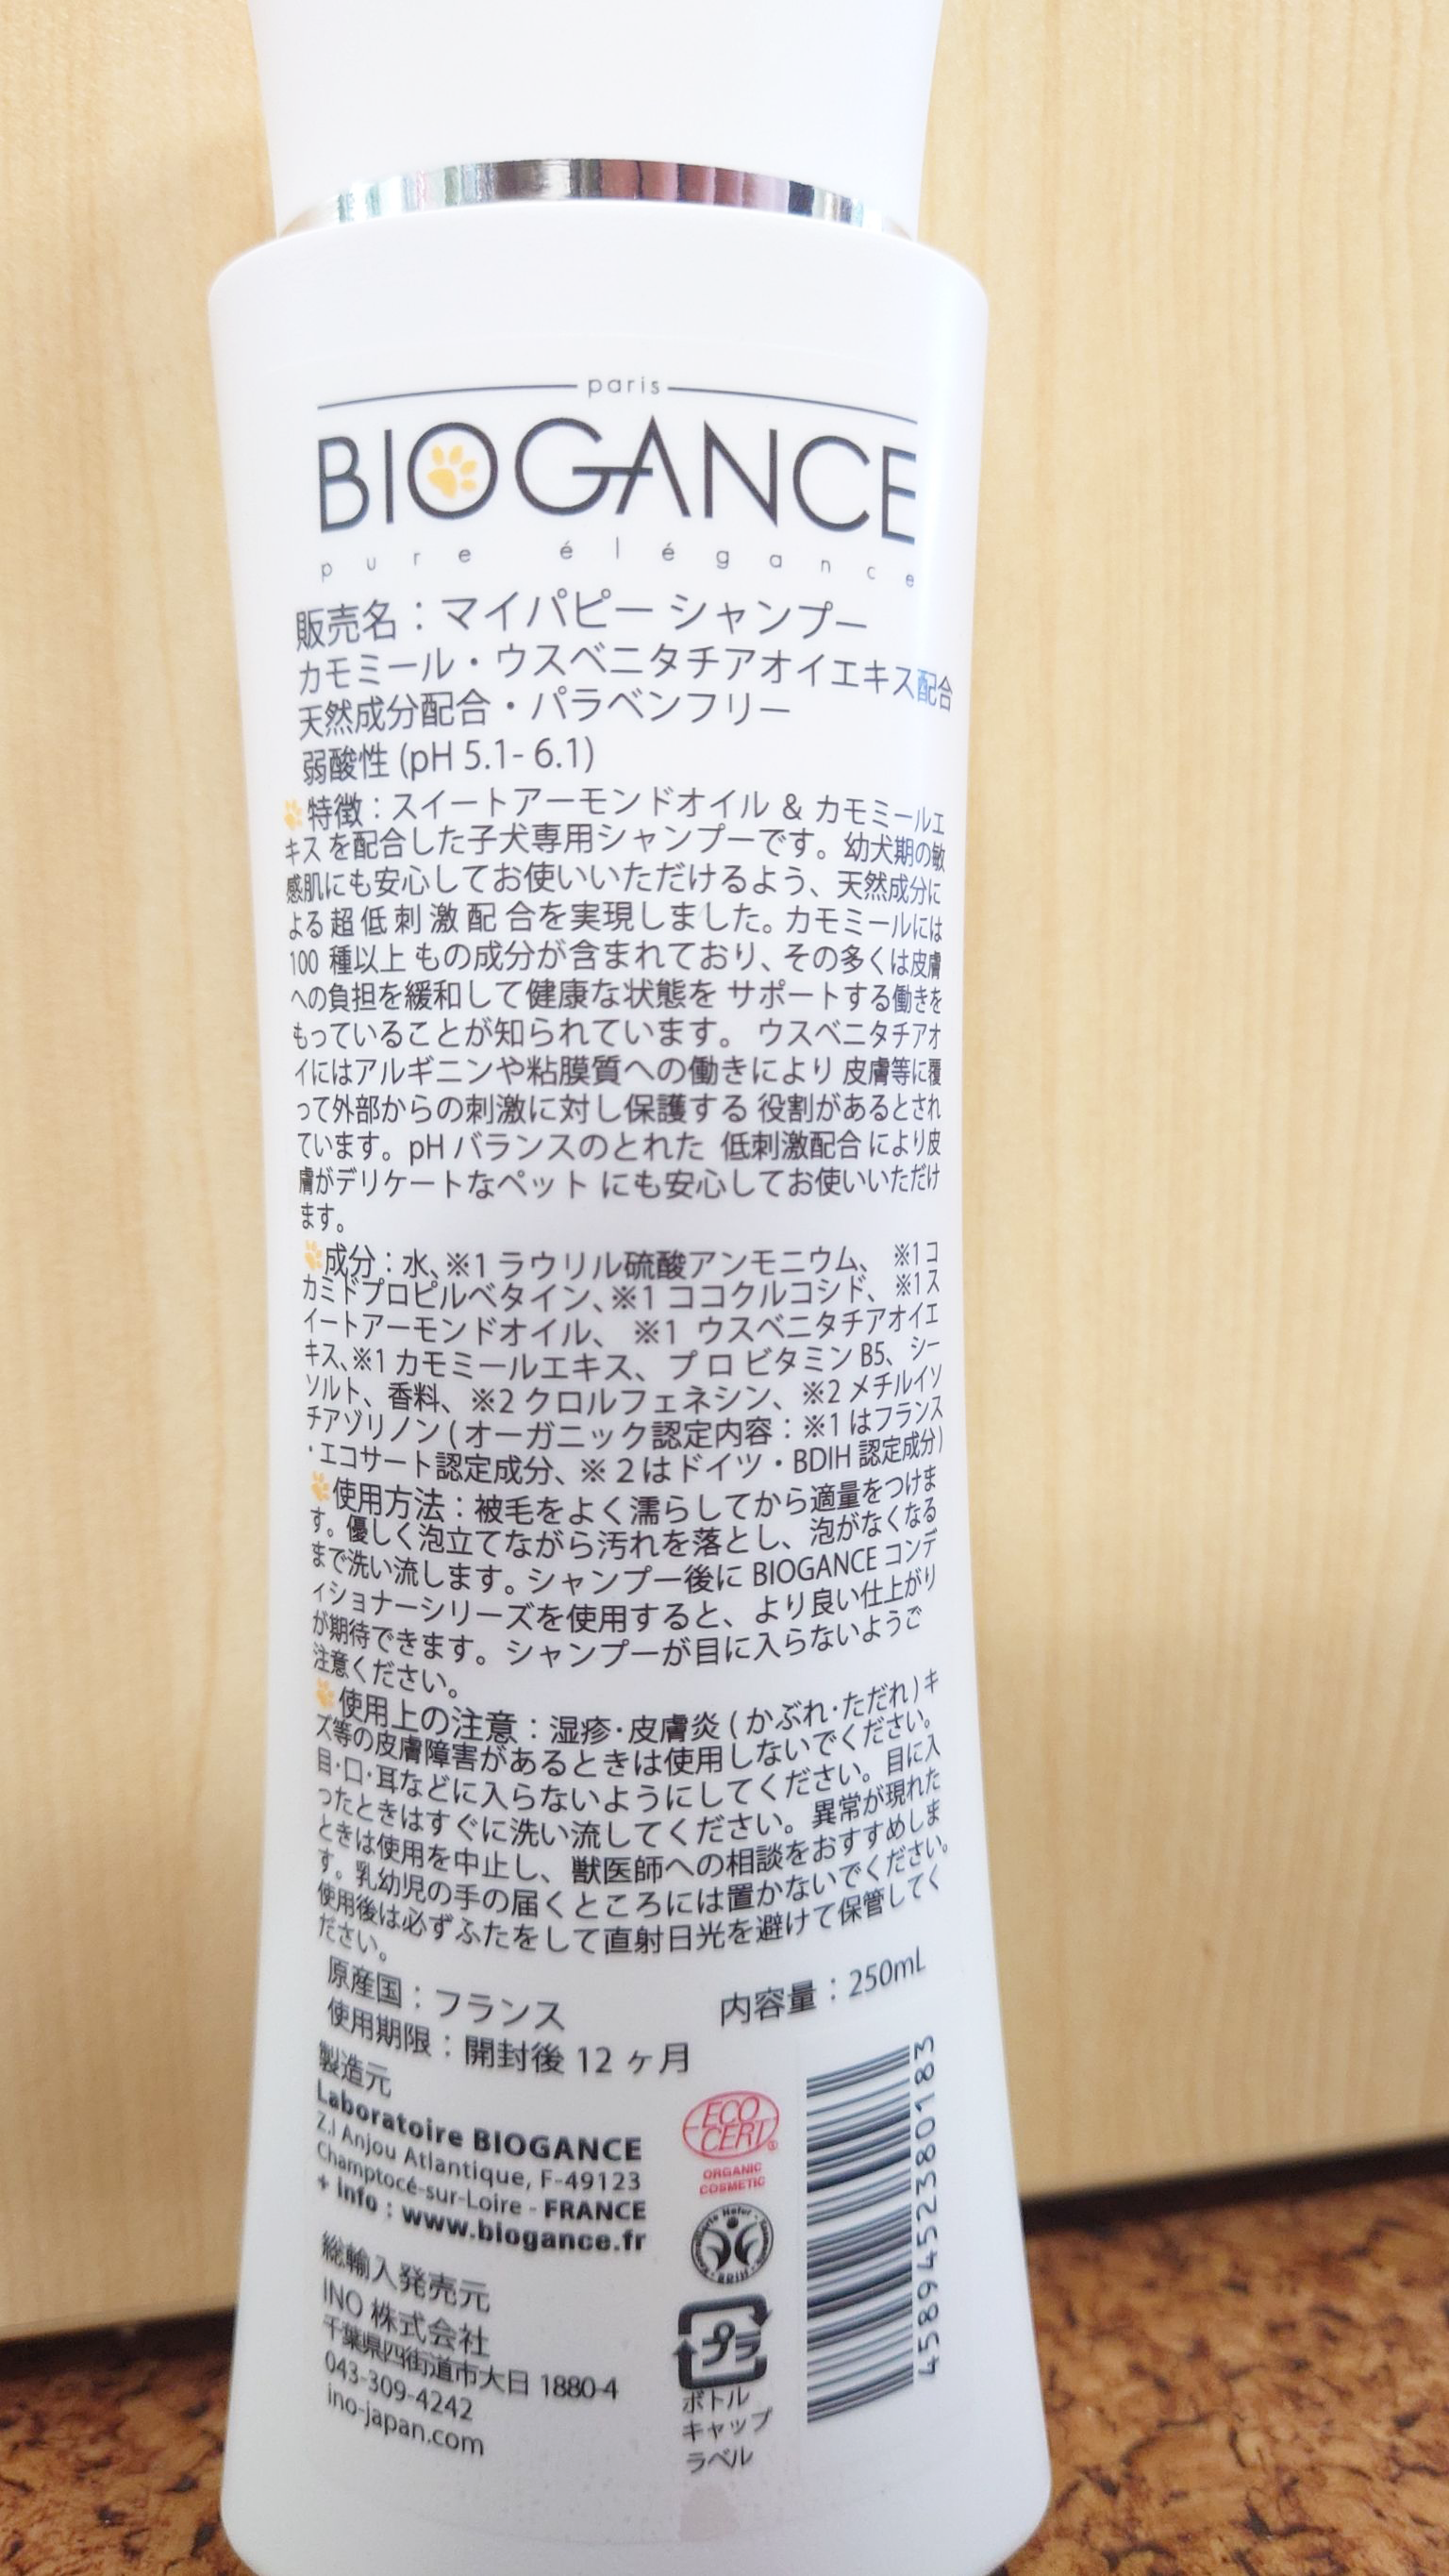 paris
BIOGANCE
pure élégance
販売名：マイパピー シャンプー
カモミール・ウスベニタチアオイエキス配合
天然成分配合・パラベンフリー
弱酸性 (pH 5.1- 6.1)
特徴：スイートアーモンドオイル & カモミールエ
キス を配合した子犬専用シャンプーです。幼犬期の敏
感肌にも安心してお使いいただけるよう、天然成分に
よる 超 低 刺 激 配 合を実現しました。カモミールには
100 種以上 もの成分が含まれており、その多くは皮膚
への負担を緩和して健康な状態を サポートする働きを
もっていることが知られています。 ウスベニタチアオ
イにはアルギニンや粘膜質への働きにより 皮膚等に覆
って外部からの刺激に対し保護する 役割があるとされ
ています。pH バランスのとれた 低刺激配合 により皮
膚がデリケートなペット にも安心してお使いいただけ
ます。
成分：水、※1 ラウリル硫酸アンモニウム、 ※1 コ
カミドプロピルベタイン、※1 ココクルコシド、 ※1 ス
イートアーモンドオイル、 ※1 ウスベニタチアオイエ
キス、※1 カモミールエキス、プ ロ ビタミン B5、シー
ソルト、香料、※2 クロルフェネシン、※2 メチルイソ
チアゾリノン ( オーガニック認定内容：※1 はフランス
・エコサート認定成分、※ 2 はドイツ・BDIH 認定成分)
使用方法：被毛をよく濡らしてから適量をつけま
す。優しく泡立てながら汚れを落とし、泡がなくなる
まで洗い流します。シャンプー後に BIOGANCE コンデ
ィショナーシリーズを使用すると、より良い仕上がり
が期待できます。シャンプーが目に入らないようご
注意ください。
使用上の注意：湿疹・皮膚炎 ( かぶれ・ただれ ) キ
ズ等の皮膚障害があるときは使用しないでください。
目・口・耳などに入らないようにしてください。目に入
ったときはすぐに洗い流してください。異常が現れた
ときは使用を中止し、獣医師への相談をおすすめしま
す。乳幼児の手の届くところには置かないでください。
使用後は必ずふたをして直射日光を避けて保管してく
ださい。
原産国：フランス
内容量：250mL
使用期限：開封後 12 ヶ月
製造元
Laboratoire BIOGANCE
Z.I Anjou Atlantique, F-49123
Champtocé-sur-Loire - FRANCE
+ info : www.biogance.fr
総輸入発売元
INO 株式会社
千葉県四街道市大日 1880-4
043-309-4242
ino-japan.com
ECO
CERT
ORGANIC
COSMETIC
BDIH
プラ
ボトル
キャップ
ラベル
4589452380183